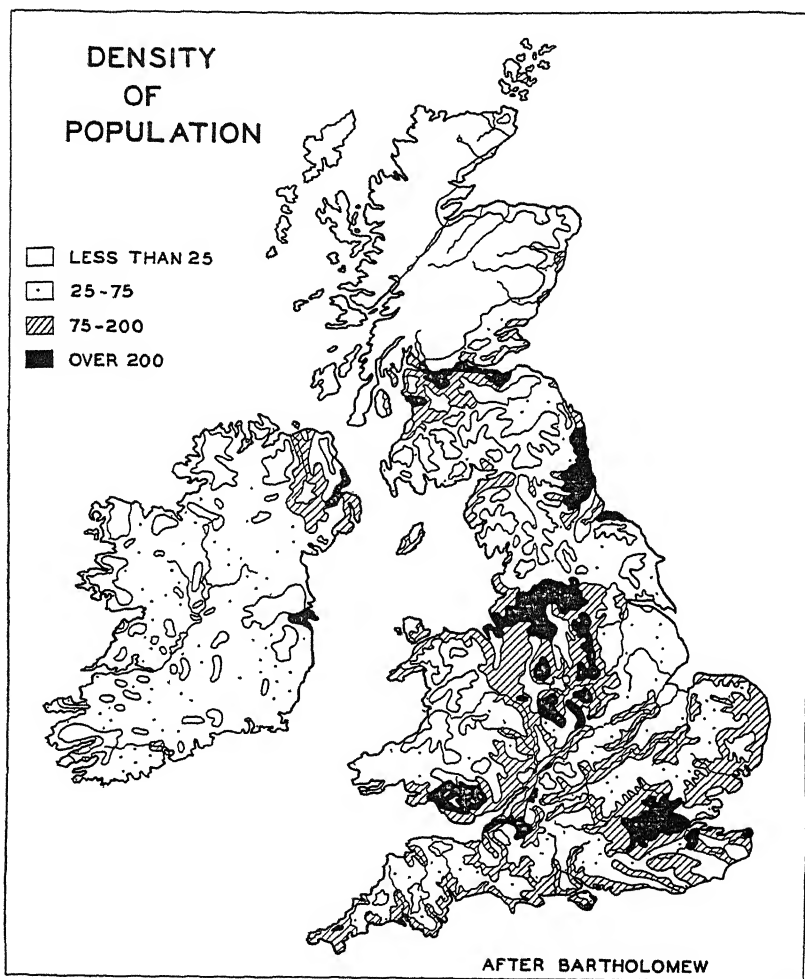 DENSITY
OF
POPULATION
LESS THAN 25
25-75
75-200
OVER 200
AFTER BARTHOLOMEW